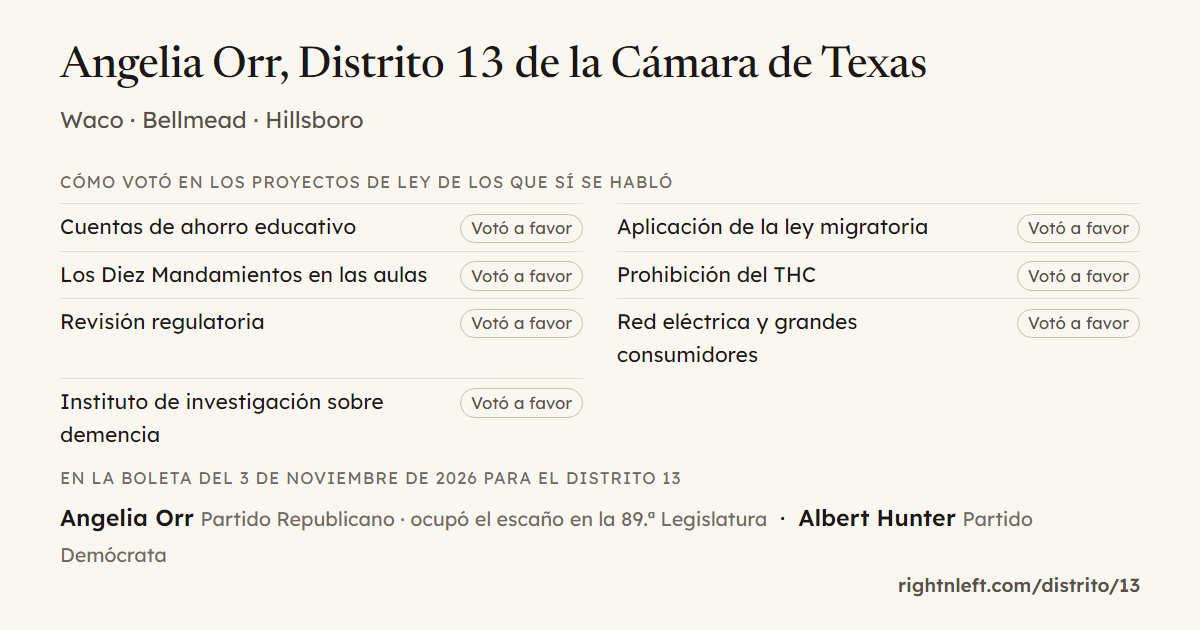 Angelia Orr, Distrito 13 de la Cámara de Texas
Waco · Bellmead · Hillsboro
CÓMO VOTÓ EN LOS PROYECTOS DE LEY DE LOS QUE SÍ SE HABLÓ
Cuentas de ahorro educativo Votó a favor
Aplicación de la ley migratoria Votó a favor
Los Diez Mandamientos en las aulas Votó a favor
Prohibición del THC Votó a favor
Revisión regulatoria Votó a favor
Red eléctrica y grandes Votó a favor
consumidores
Instituto de investigación sobre Votó a favor
demencia
EN LA BOLETA DEL 3 DE NOVIEMBRE DE 2026 PARA EL DISTRITO 13
Angelia Orr Partido Republicano · ocupó el escaño en la 89.ª Legislatura · Albert Hunter Partido
Demócrata
rightnleft.com/distrito/13